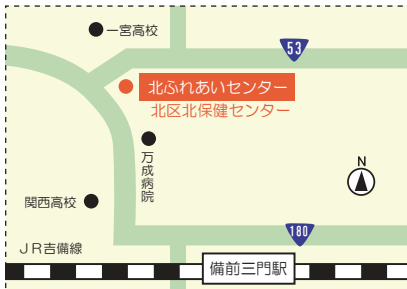 一宮高校
53
北ふれあいセンター
北区北保健センター
万成病院
N
関西高校
180
JR吉備線
備前三門駅